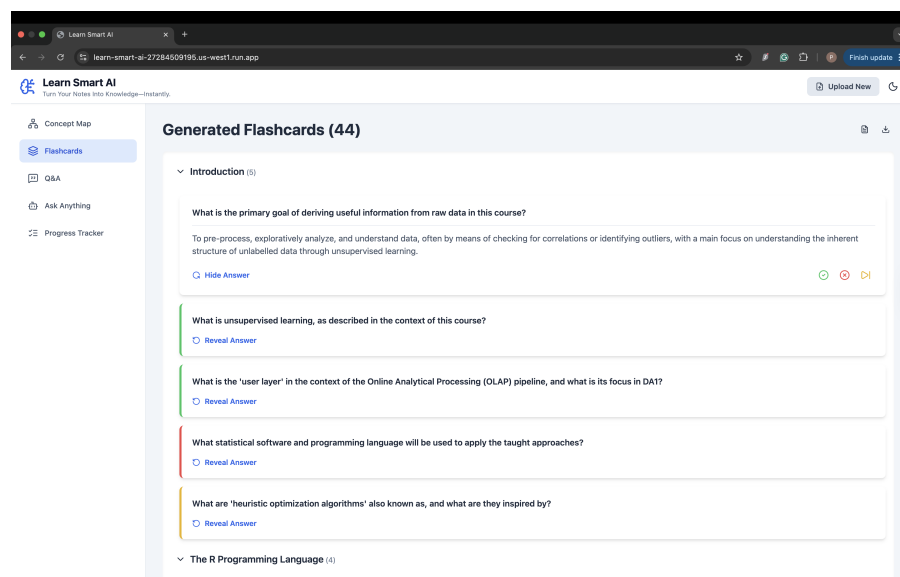 Learn Smart AI
learn-smart-ai-27284509195.us-west1.run.app
Finish update
Learn Smart AI
Turn Your Notes Into Knowledge—Instantly.
Upload New
Concept Map
Flashcards
Q&A
Ask Anything
Progress Tracker
Generated Flashcards (44)
Introduction (5)
What is the primary goal of deriving useful information from raw data in this course?
To pre-process, exploratively analyze, and understand data, often by means of checking for correlations or identifying outliers, with a main focus on understanding the inherent
structure of unlabelled data through unsupervised learning.
Hide Answer
What is unsupervised learning, as described in the context of this course?
Reveal Answer
What is the 'user layer' in the context of the Online Analytical Processing (OLAP) pipeline, and what is its focus in DA1?
Reveal Answer
What statistical software and programming language will be used to apply the taught approaches?
Reveal Answer
What are 'heuristic optimization algorithms' also known as, and what are they inspired by?
Reveal Answer
The R Programming Language (4)